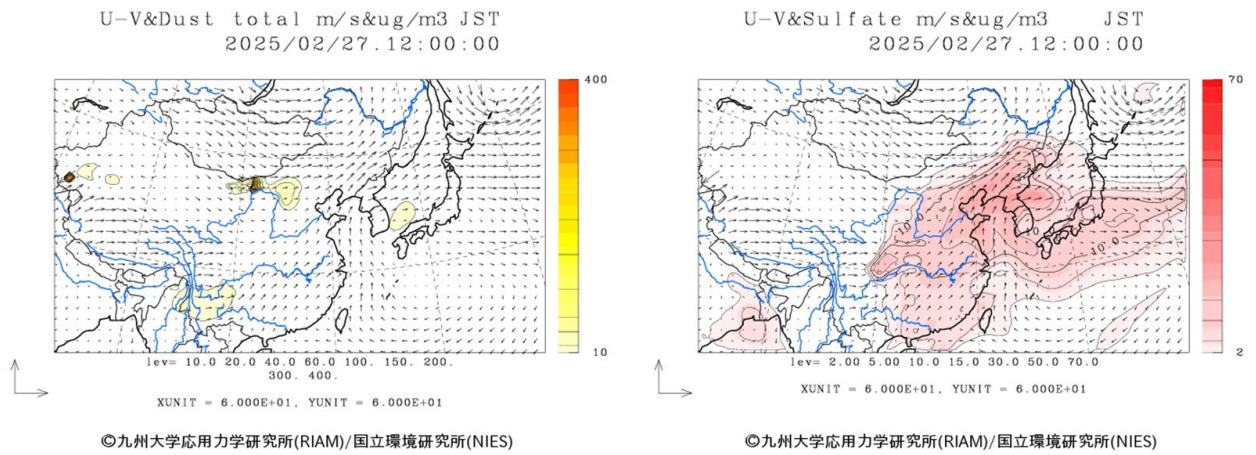 U-V&Dust total m/s&ug/m3 JST
2025/02/27.12:00:00
400
10
lev= 10.0 20.0 40.0 60.0 100. 150. 200.
300. 400.
XUNIT = 6.000E+01, YUNIT = 6.000E+01
©九州大学応用力学研究所(RIAM)/国立環境研究所(NIES)
U-V&Sulfate m/s&ug/m3 JST
2025/02/27.12:00:00
70
10.0
2
lev= 2.00 5.00 10.0 15.0 30.0 50.0 70.0
XUNIT = 6.000E+01, YUNIT = 6.000E+01
©九州大学応用力学研究所(RIAM)/国立環境研究所(NIES)